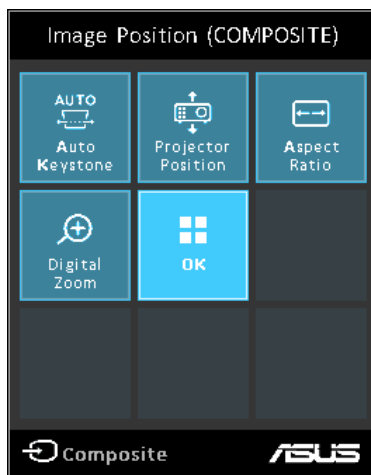 Image Position (COMPOSITE)
AUTO
Auto
Keystone
Projector
Position
Aspect
Ratio
Digital
Zoom
OK
Composite
ASUS